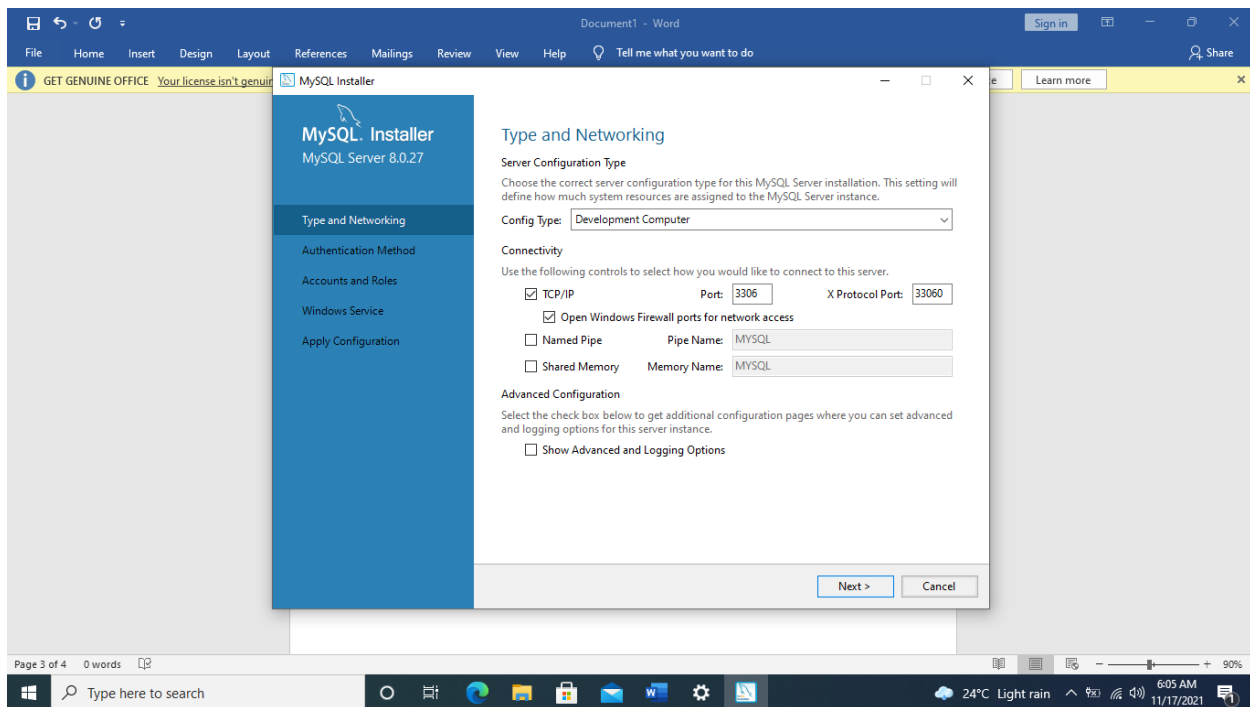 Document1 - Word
Sign in
File Home Insert Design Layout References Mailings Review View Help Tell me what you want to do
Share
GET GENUINE OFFICE Your license isn't genuin
Learn more
MySQL Installer
MySQL. Installer
MySQL Server 8.0.27
Type and Networking
Authentication Method
Accounts and Roles
Windows Service
Apply Configuration
Type and Networking
Server Configuration Type
Choose the correct server configuration type for this MySQL Server installation. This setting will
define how much system resources are assigned to the MySQL Server instance.
Config Type: Development Computer
Connectivity
Use the following controls to select how you would like to connect to this server.
TCP/IP Port: 3306 X Protocol Port: 33060
Open Windows Firewall ports for network access
Named Pipe Pipe Name: MYSQL
Shared Memory Memory Name: MYSQL
Advanced Configuration
Select the check box below to get additional configuration pages where you can set advanced
and logging options for this server instance.
Show Advanced and Logging Options
Next > Cancel
Page 3 of 4 0 words
90%
Type here to search
24°C Light rain
6:05 AM
11/17/2021
1